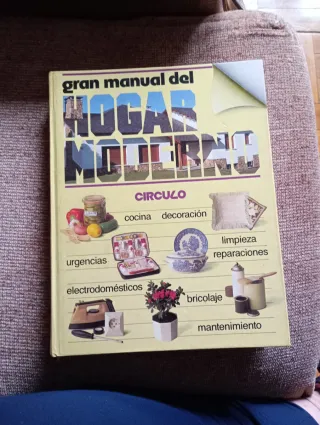 gran manual del
HOGAR
MODERNO
CIRCULO
cocina decoración
limpieza
urgencias
reparaciones
electrodomésticos
bricolaje
mantenimiento